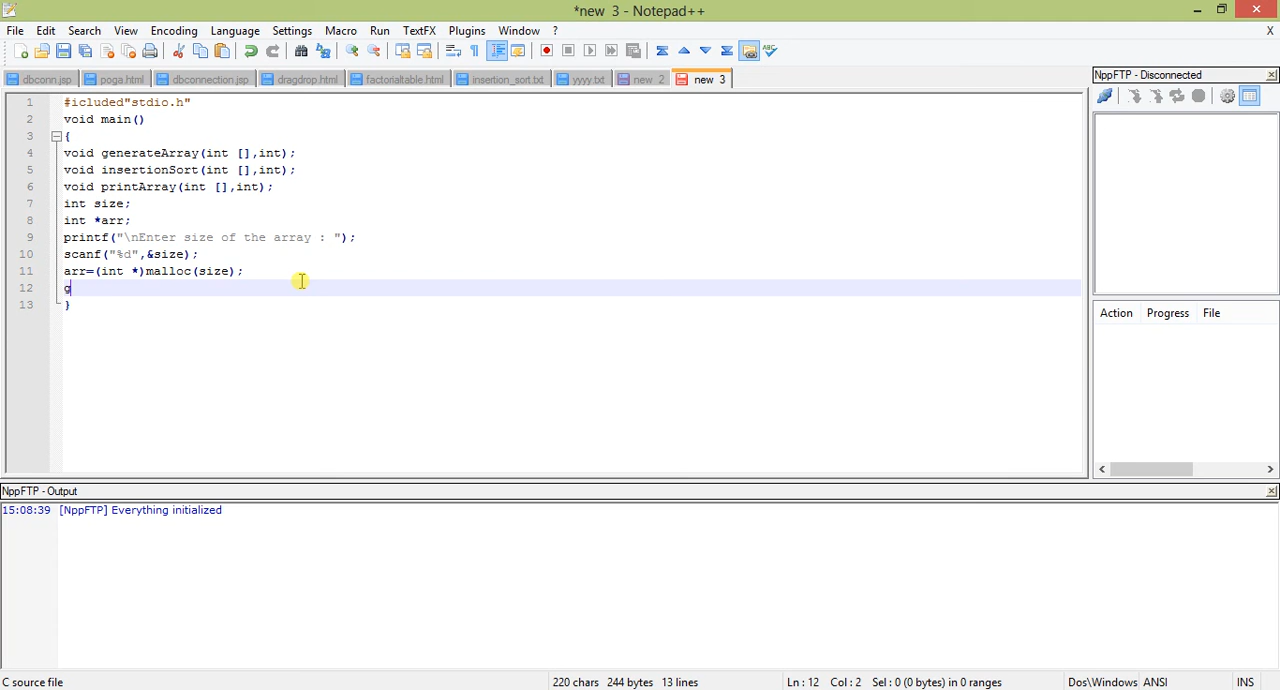 *new 3 - Notepad++
File Edit Search View Encoding Language Settings Macro Run TextFX Plugins Window ?
X
dbconn.jsp poga.html dbconnection.jsp dragdrop.html factorialtable.html insertion_sort.txt yyyy.txt new 2 new 3
NppFTP - Disconnected
1 #icluded"stdio.h"
2 void main()
3 {
4 void generateArray(int [],int);
5 void insertionSort(int [],int);
6 void printArray(int [],int);
7 int size;
8 int *arr;
9 printf("\nEnter size of the array : ");
10 scanf("%d",&size);
11 arr=(int *)malloc(size);
12 g
13 }
Action Progress File
NppFTP - Output
15:08:39 [NppFTP] Everything initialized
C source file 220 chars 244 bytes 13 lines Ln : 12 Col : 2 Sel : 0 (0 bytes) in 0 ranges Dos\Windows ANSI INS